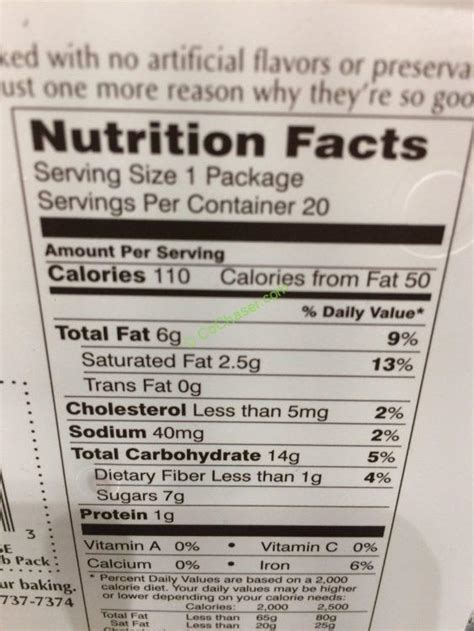 ked with no artificial flavors or preserva
ust one more reason why they're so goo
Nutrition Facts
Serving Size 1 Package
Servings Per Container 20
Amount Per Serving
Calories 110 Calories from Fat 50
© CoChaser.com
% Daily Value*
Total Fat 6g 9%
Saturated Fat 2.5g 13%
Trans Fat 0g
Cholesterol Less than 5mg 2%
Sodium 40mg 2%
Total Carbohydrate 14g 5%
Dietary Fiber Less than 1g 4%
Sugars 7g
Protein 1g
3
Vitamin A 0% • Vitamin C 0%
Calcium 0% • Iron 6%
* Percent Daily Values are based on a 2,000
calorie diet. Your daily values may be higher
or lower depending on your calorie needs:
Calories: 2,000 2,500
Total Fat Less than 65g 80g
Sat Fat Less than 20g 25g
GE
b Pack:
ur baking.
737-7374